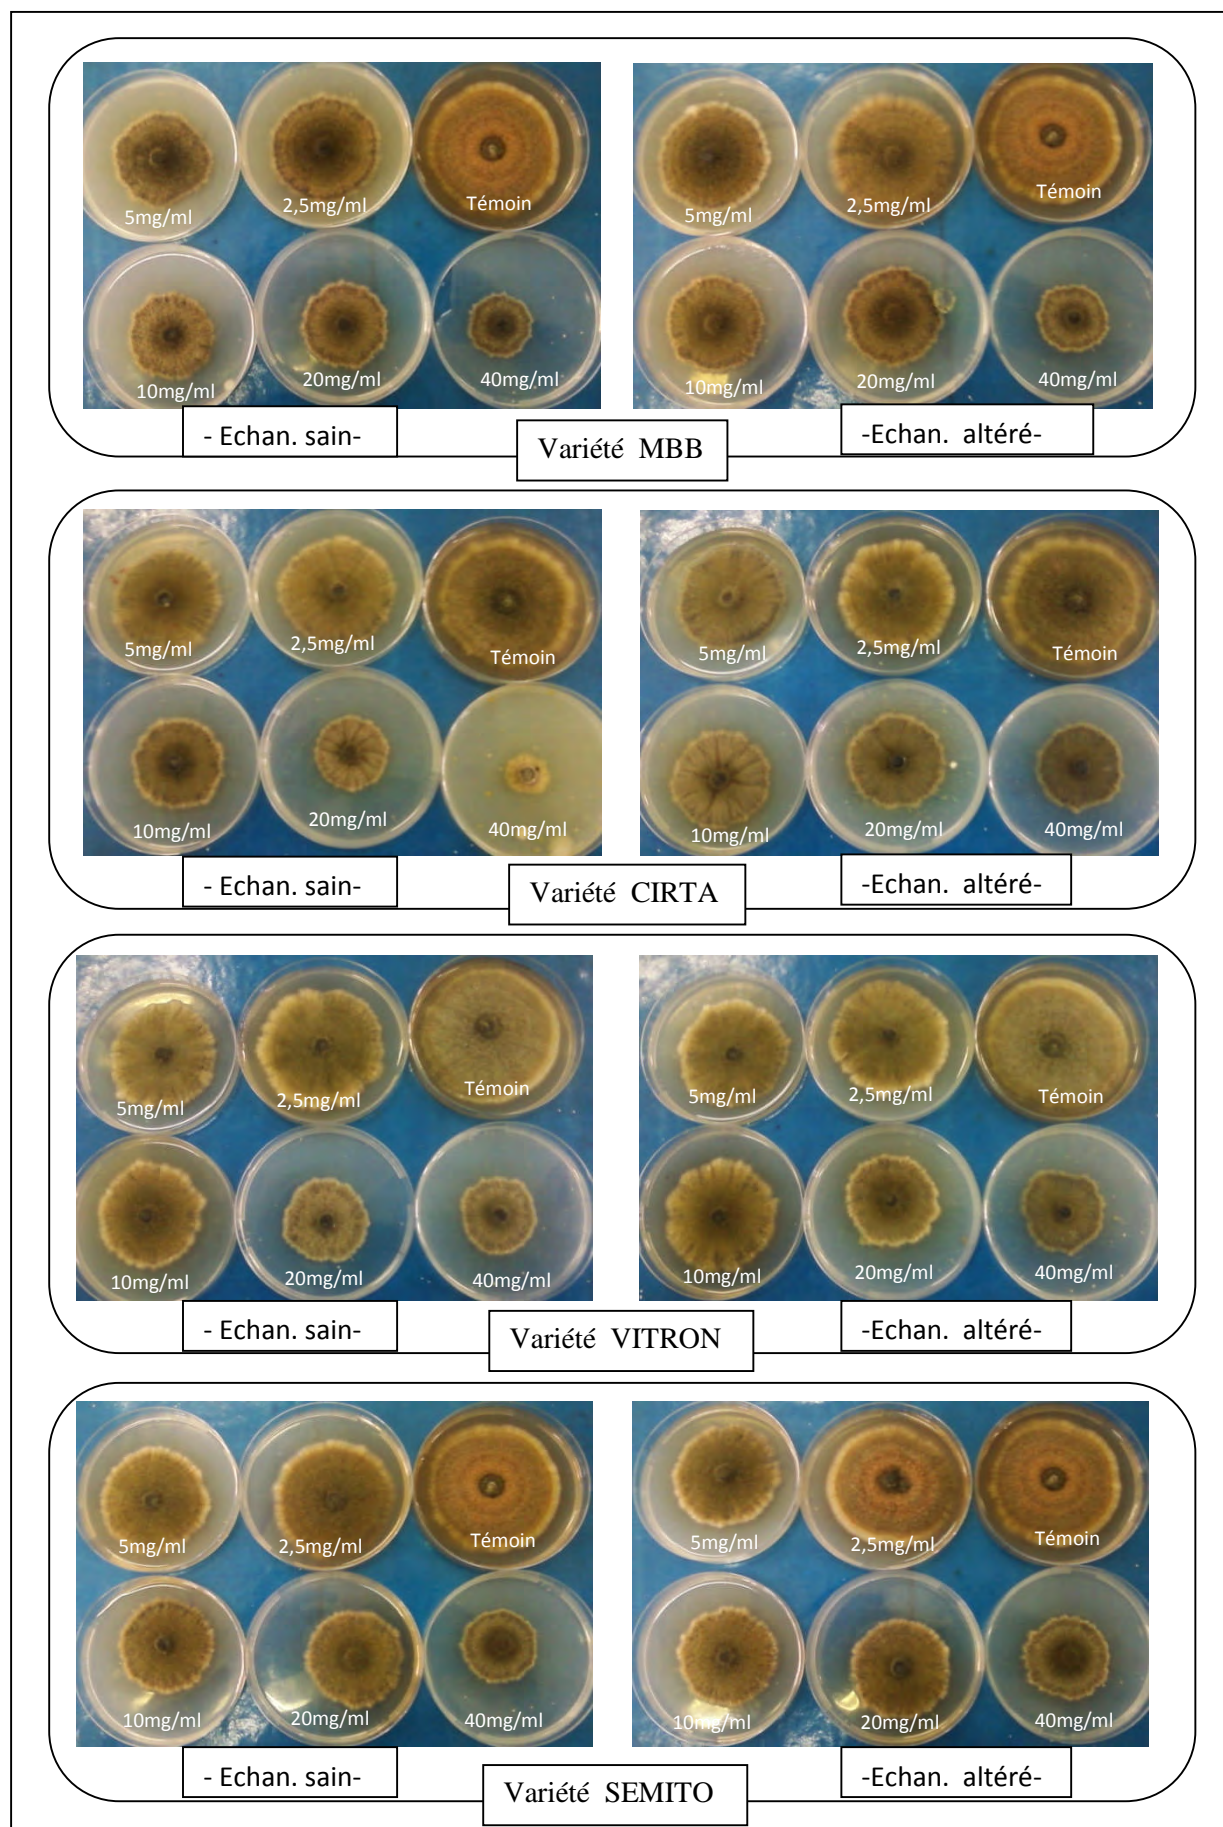 5mg/ml 2,5mg/ml Témoin
10mg/ml 20mg/ml 40mg/ml
5mg/ml 2,5mg/ml Témoin
10mg/ml 20mg/ml 40mg/ml
- Echan. sain-
-Echan. altéré-
Variété MBB
5mg/ml 2,5mg/ml Témoin
10mg/ml 20mg/ml 40mg/ml
5mg/ml 2,5mg/ml Témoin
10mg/ml 20mg/ml 40mg/ml
- Echan. sain-
-Echan. altéré-
Variété CIRTA
5mg/ml 2,5mg/ml Témoin
10mg/ml 20mg/ml 40mg/ml
5mg/ml 2,5mg/ml Témoin
10mg/ml 20mg/ml 40mg/ml
- Echan. sain-
-Echan. altéré-
Variété VITRON
5mg/ml 2,5mg/ml Témoin
10mg/ml 20mg/ml 40mg/ml
5mg/ml 2,5mg/ml Témoin
10mg/ml 20mg/ml 40mg/ml
- Echan. sain-
-Echan. altéré-
Variété SEMITO